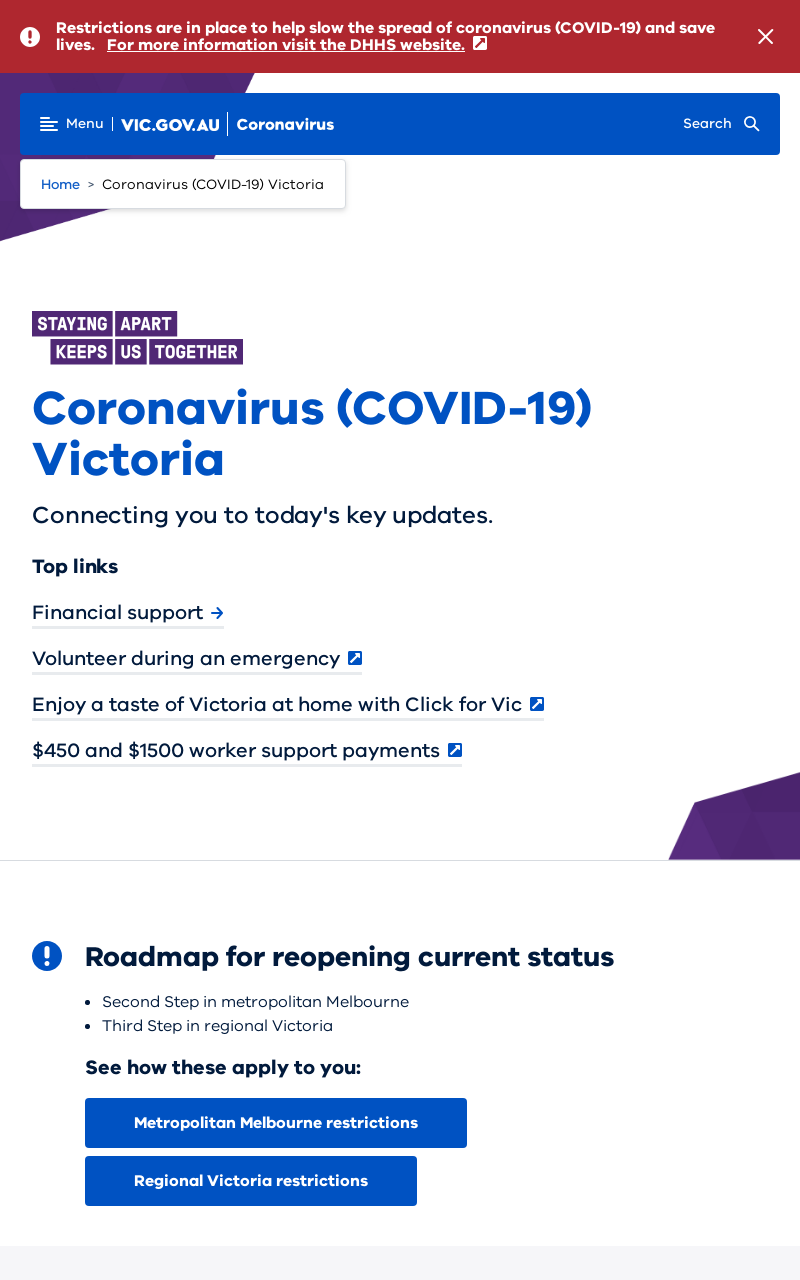 Restrictions are in place to help slow the spread of coronavirus (COVID-19) and save
lives. For more information visit the DHHS website.
Menu VIC.GOV.AU Coronavirus Search
Home > Coronavirus (COVID-19) Victoria
STAYING APART
KEEPS US TOGETHER
Coronavirus (COVID-19)
Victoria
Connecting you to today's key updates.
Top links
Financial support
Volunteer during an emergency
Enjoy a taste of Victoria at home with Click for Vic
$450 and $1500 worker support payments
Roadmap for reopening current status
• Second Step in metropolitan Melbourne
• Third Step in regional Victoria
See how these apply to you:
Metropolitan Melbourne restrictions
Regional Victoria restrictions